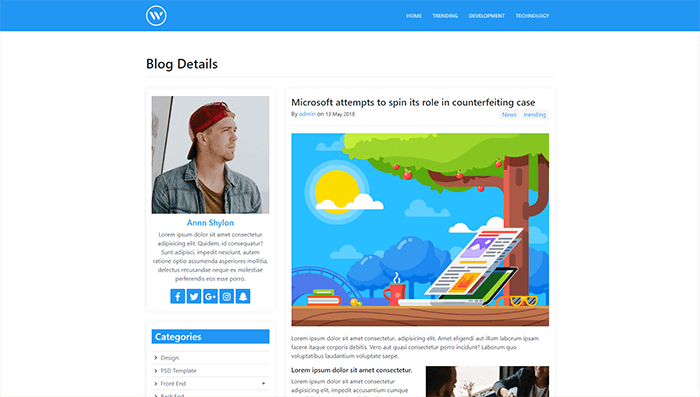 W
HOME TRENDING DEVELOPMENT TECHNOLOGY
Blog Details
Annn Shylon
Lorem ipsum dolor sit amet consectetur
adipisicing elit. Quidem, id consequatur?
Sunt adipisci, impedit nesciunt, autem
ratione optio assumenda asperiores mollitia,
delectus recusandae neque ex molestiae
perferendis eos esse porro.
Categories
Design
PSD Template
Front End +
Back End
Microsoft attempts to spin its role in counterfeiting case
By admin on 13 May 2018
News trending
Lorem ipsum dolor sit amet consectetur, adipisicing elit. Amet eligendi aut illum laborum ipsam
facere itaque corporis debitis. Vero aut quasi consectetur porro incidunt? Laborum quo
voluptatibus laudantium voluptate saepe.
Lorem ipsum dolor sit amet consectetur.
Lorem ipsum dolor sit amet consectetur
adipisicing elit. Impedit accusantium cumque